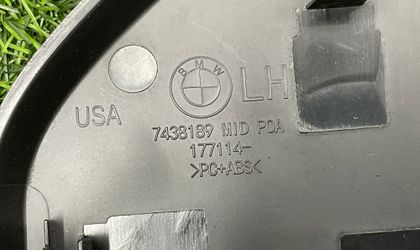 BMW
LH
USA
7438189 MID POA
177114-
>PC+ABS<